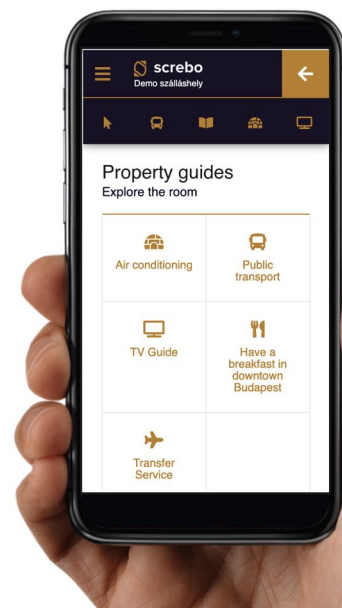 screbo
Demo szálláshely
Property guides
Explore the room
Air conditioning
Public
transport
TV Guide
Have a
breakfast in
downtown
Budapest
Transfer
Service